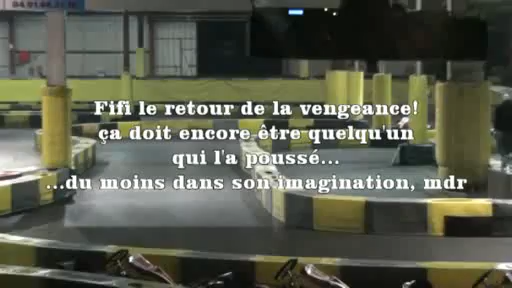 Fifi le retour de la vengeance!
ça doit encore être quelqu'un
qui l'a poussé...
...du moins dans son imagination, mdr